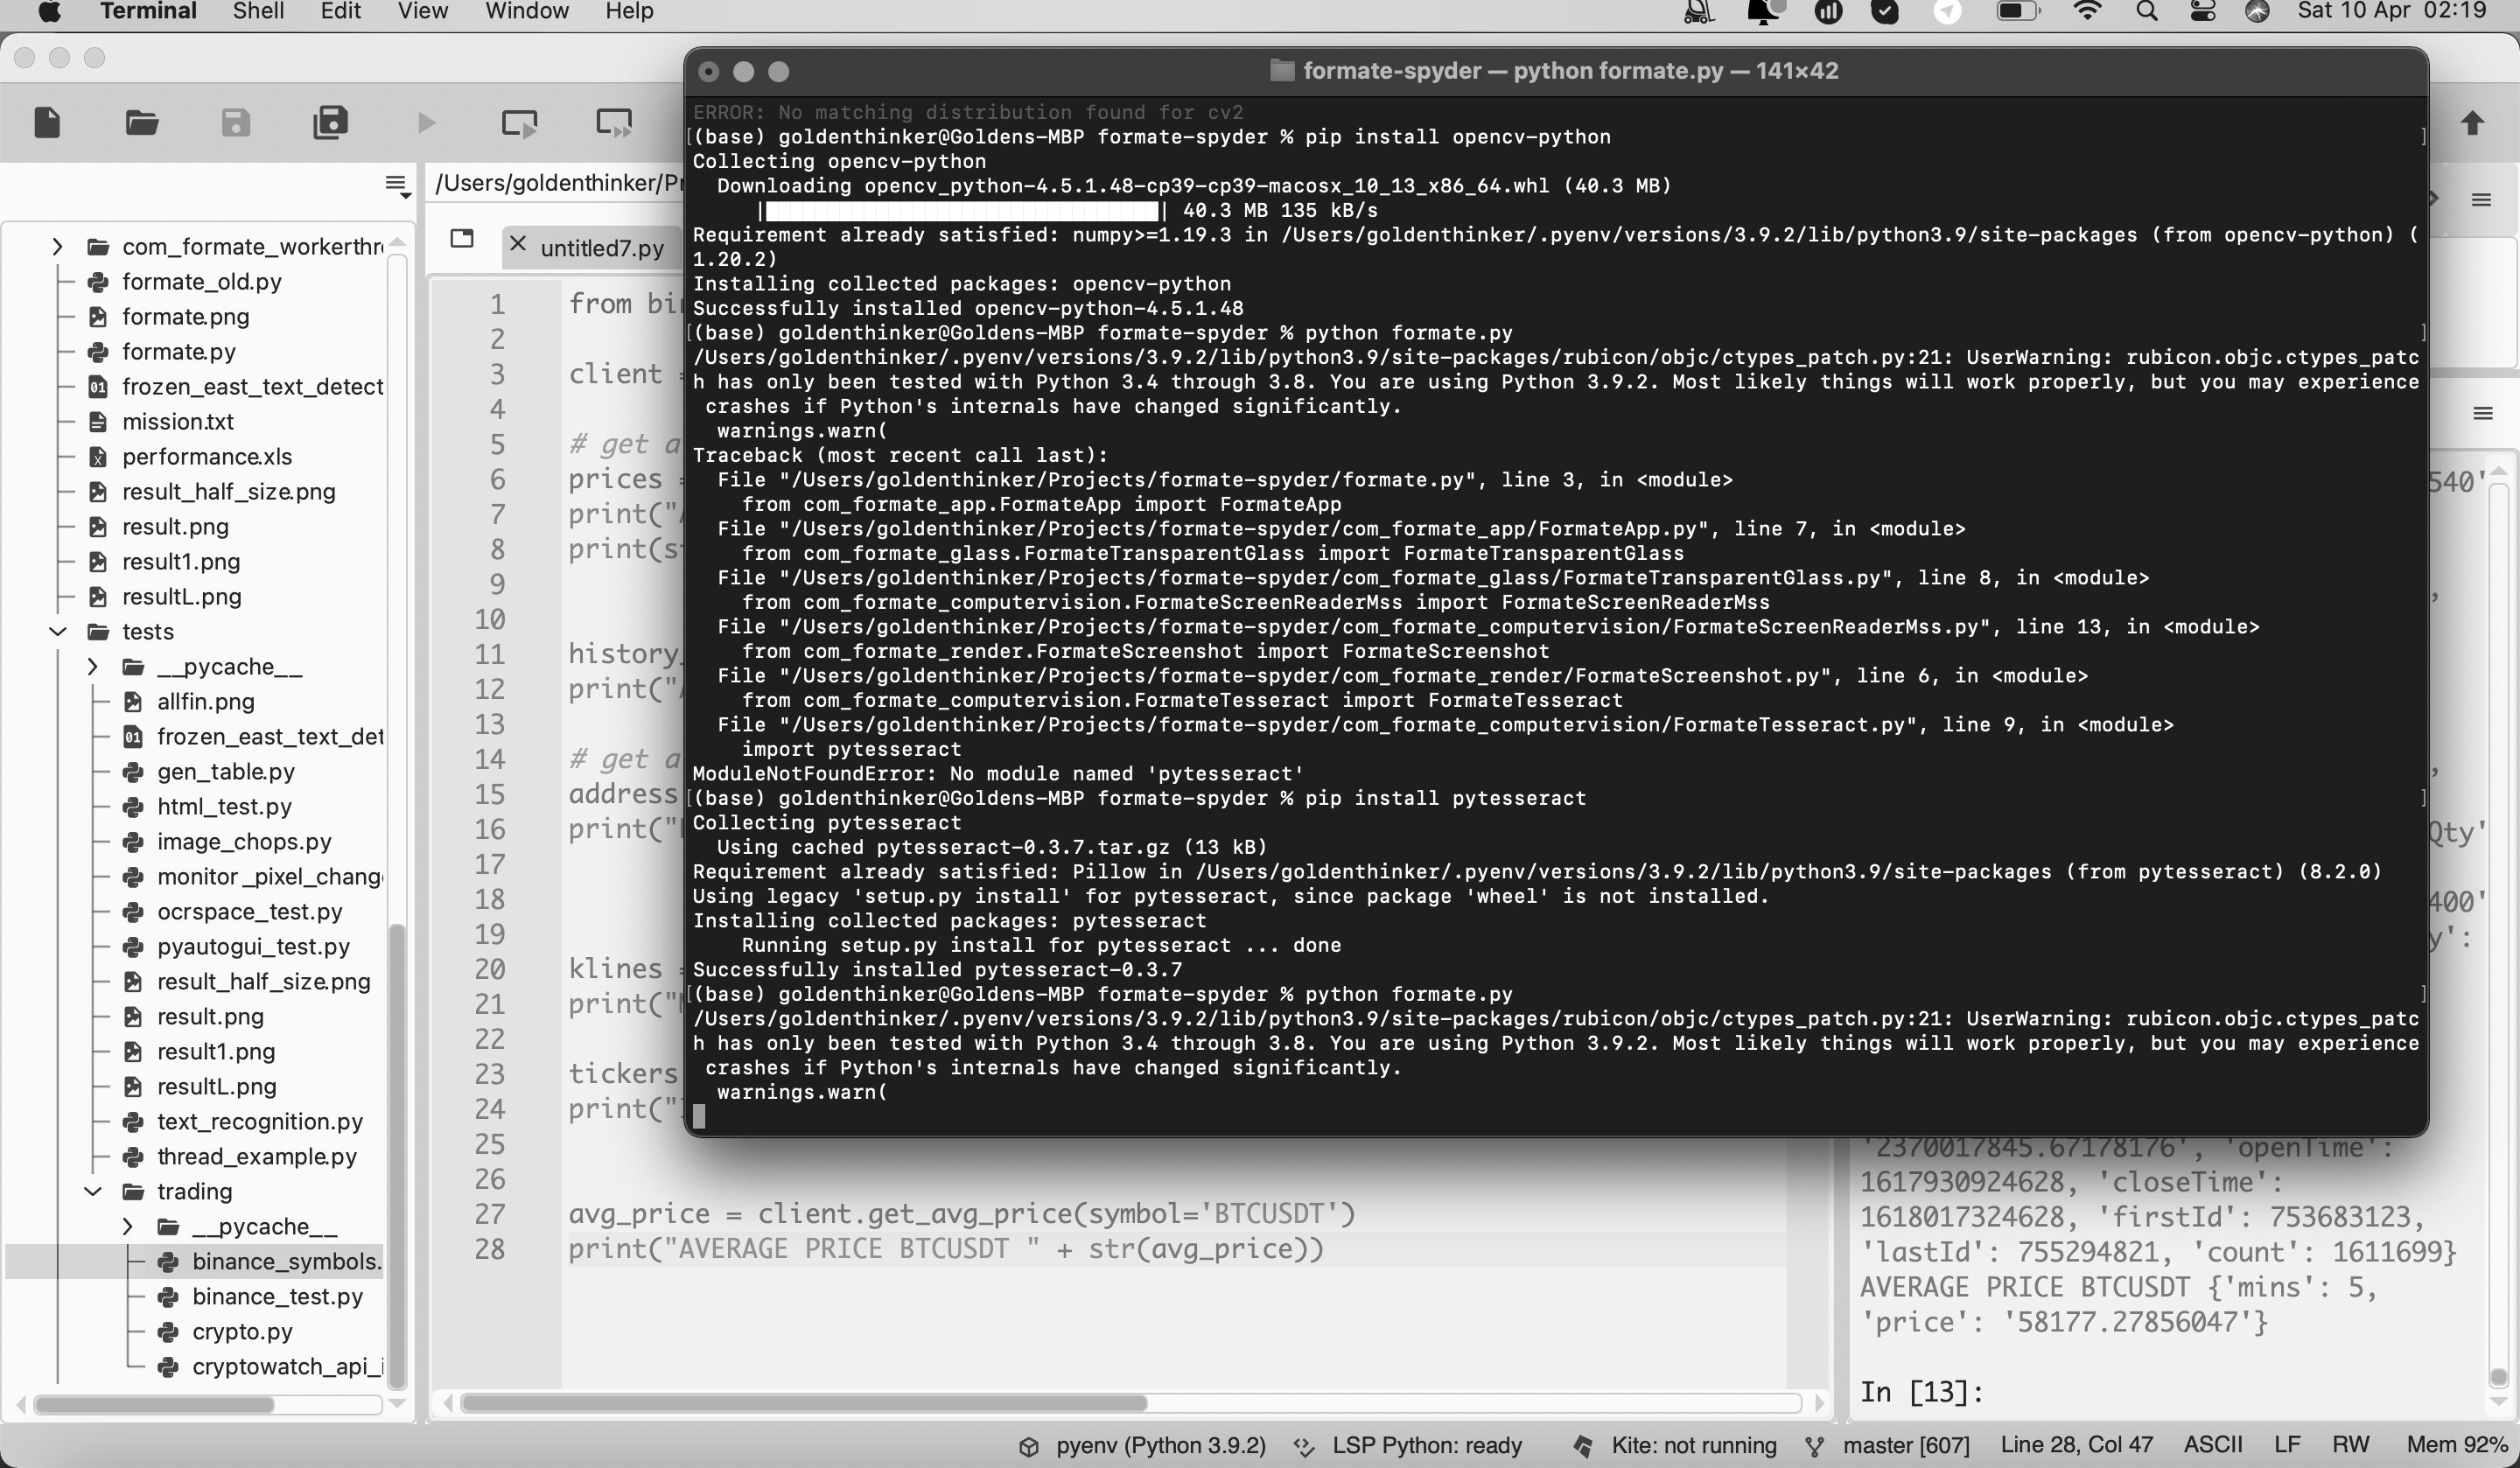 Terminal Shell Edit View Window Help Sat 10 Apr 02:19
formate-spyder — python formate.py — 141×42
ERROR: No matching distribution found for cv2
[(base) goldenthinker@Goldens-MBP formate-spyder % pip install opencv-python ]
Collecting opencv-python
Downloading opencv_python-4.5.1.48-cp39-cp39-macosx_10_13_x86_64.whl (40.3 MB)
| | 40.3 MB 135 kB/s
Requirement already satisfied: numpy>=1.19.3 in /Users/goldenthinker/.pyenv/versions/3.9.2/lib/python3.9/site-packages (from opencv-python) (
1.20.2)
Installing collected packages: opencv-python
Successfully installed opencv-python-4.5.1.48
[(base) goldenthinker@Goldens-MBP formate-spyder % python formate.py ]
/Users/goldenthinker/.pyenv/versions/3.9.2/lib/python3.9/site-packages/rubicon/objc/ctypes_patch.py:21: UserWarning: rubicon.objc.ctypes_patc
h has only been tested with Python 3.4 through 3.8. You are using Python 3.9.2. Most likely things will work properly, but you may experience
crashes if Python's internals have changed significantly.
warnings.warn(
Traceback (most recent call last):
File "/Users/goldenthinker/Projects/formate-spyder/formate.py", line 3, in <module>
from com_formate_app.FormateApp import FormateApp
File "/Users/goldenthinker/Projects/formate-spyder/com_formate_app/FormateApp.py", line 7, in <module>
from com_formate_glass.FormateTransparentGlass import FormateTransparentGlass
File "/Users/goldenthinker/Projects/formate-spyder/com_formate_glass/FormateTransparentGlass.py", line 8, in <module>
from com_formate_computervision.FormateScreenReaderMss import FormateScreenReaderMss
File "/Users/goldenthinker/Projects/formate-spyder/com_formate_computervision/FormateScreenReaderMss.py", line 13, in <module>
from com_formate_render.FormateScreenshot import FormateScreenshot
File "/Users/goldenthinker/Projects/formate-spyder/com_formate_render/FormateScreenshot.py", line 6, in <module>
from com_formate_computervision.FormateTesseract import FormateTesseract
File "/Users/goldenthinker/Projects/formate-spyder/com_formate_computervision/FormateTesseract.py", line 9, in <module>
import pytesseract
ModuleNotFoundError: No module named 'pytesseract'
[(base) goldenthinker@Goldens-MBP formate-spyder % pip install pytesseract ]
Collecting pytesseract
Using cached pytesseract-0.3.7.tar.gz (13 kB)
Requirement already satisfied: Pillow in /Users/goldenthinker/.pyenv/versions/3.9.2/lib/python3.9/site-packages (from pytesseract) (8.2.0)
Using legacy 'setup.py install' for pytesseract, since package 'wheel' is not installed.
Installing collected packages: pytesseract
Running setup.py install for pytesseract ... done
Successfully installed pytesseract-0.3.7
[(base) goldenthinker@Goldens-MBP formate-spyder % python formate.py ]
/Users/goldenthinker/.pyenv/versions/3.9.2/lib/python3.9/site-packages/rubicon/objc/ctypes_patch.py:21: UserWarning: rubicon.objc.ctypes_patc
h has only been tested with Python 3.4 through 3.8. You are using Python 3.9.2. Most likely things will work properly, but you may experience
crashes if Python's internals have changed significantly.
warnings.warn(
com_formate_workerthr
formate_old.py
formate.png
formate.py
frozen_east_text_detect
mission.txt
performance.xls
result_half_size.png
result.png
result1.png
resultL.png
tests
__pycache__
allfin.png
frozen_east_text_det
gen_table.py
html_test.py
image_chops.py
monitor_pixel_change
ocrspace_test.py
pyautogui_test.py
result_half_size.png
result.png
result1.png
resultL.png
text_recognition.py
thread_example.py
trading
__pycache__
binance_symbols.
binance_test.py
crypto.py
cryptowatch_api_
/Users/goldenthinker/Pr
untitled7.py
1 from bi
2
3 client =
4
5 # get a
6 prices =
7 print("A
8 print(s
9
10
11 history_
12 print("A
13
14 # get a
15 address
16 print("
17
18
19
20 klines =
21 print("
22
23 tickers
24 print("
25
26
27 avg_price = client.get_avg_price(symbol='BTCUSDT')
28 print("AVERAGE PRICE BTCUSDT " + str(avg_price))
540'
,
,
Qty'
400'
y':
'2370017845.67178176', 'openTime':
1617930924628, 'closeTime':
1618017324628, 'firstId': 753683123,
'lastId': 755294821, 'count': 1611699}
AVERAGE PRICE BTCUSDT {'mins': 5,
'price': '58177.27856047'}
In [13]:
pyenv (Python 3.9.2) LSP Python: ready Kite: not running master [607] Line 28, Col 47 ASCII LF RW Mem 92%